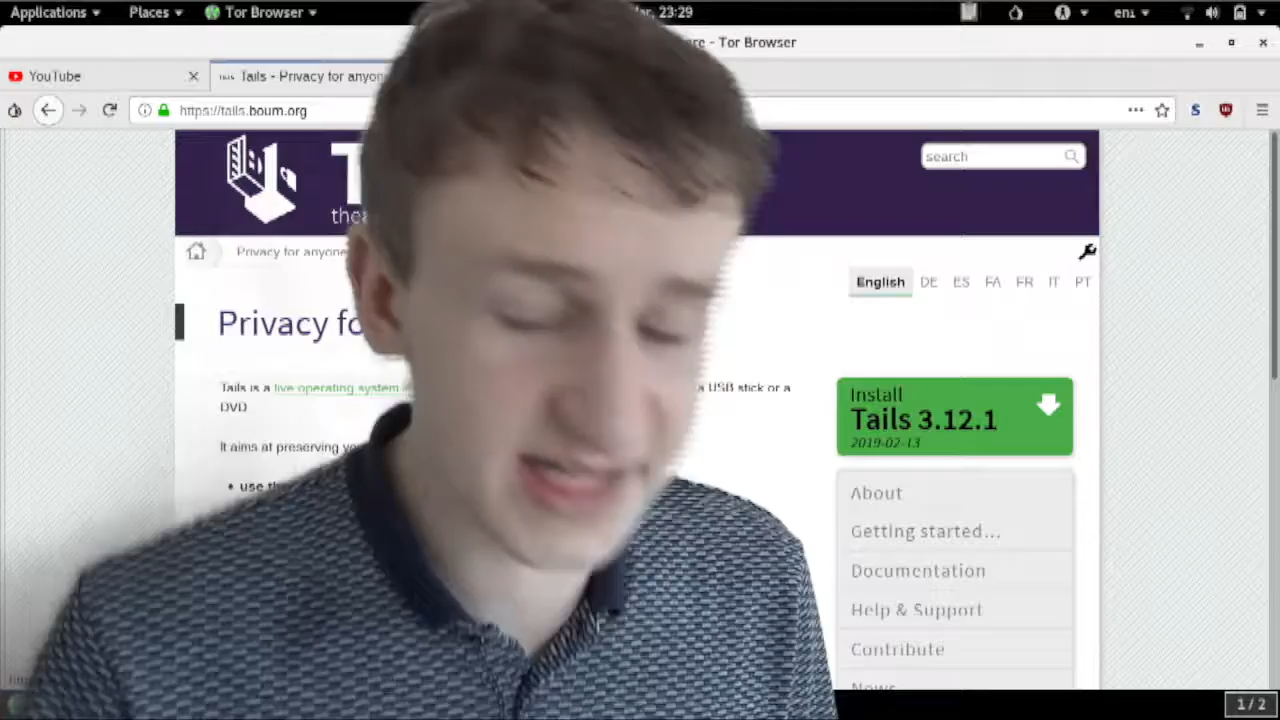 Applications Places Tor Browser 23:29 en1
- Tor Browser
YouTube Tails - Privacy for anyon
https://tails.boum.org
search
T
thea
Privacy for anyone
English DE ES FA FR IT PT
Privacy fo
Tails is a live operating system a USB stick or a
DVD
It aims at preserving yo
• use th
Install
Tails 3.12.1
2019-02-13
About
Getting started...
Documentation
Help & Support
Contribute
News
1 / 2